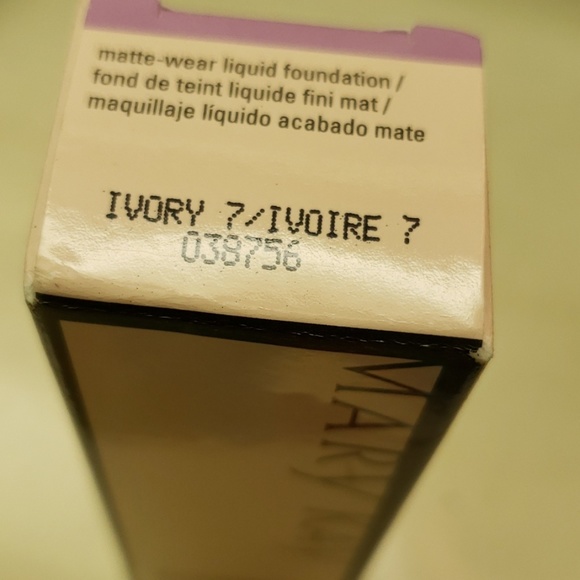 matte-wear liquid foundation /
fond de teint liquide fini mat /
maquillaje líquido acabado mate
IVORY 7/IVOIRE 7
038756
MARY